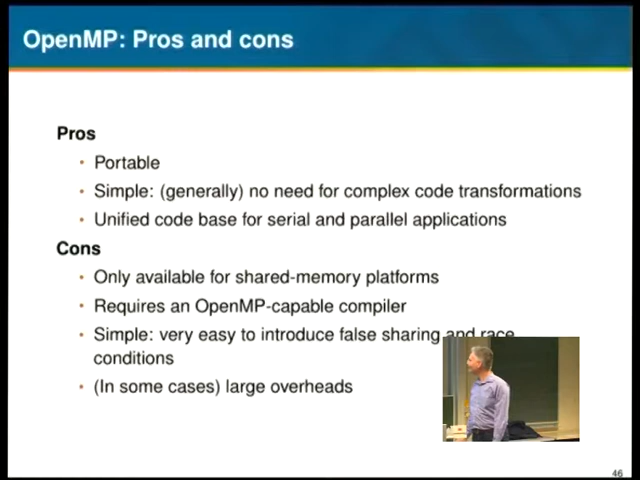 OpenMP: Pros and cons
Pros
• Portable
• Simple: (generally) no need for complex code transformations
• Unified code base for serial and parallel applications
Cons
• Only available for shared-memory platforms
• Requires an OpenMP-capable compiler
• Simple: very easy to introduce false sharing and race
conditions
• (In some cases) large overheads
46